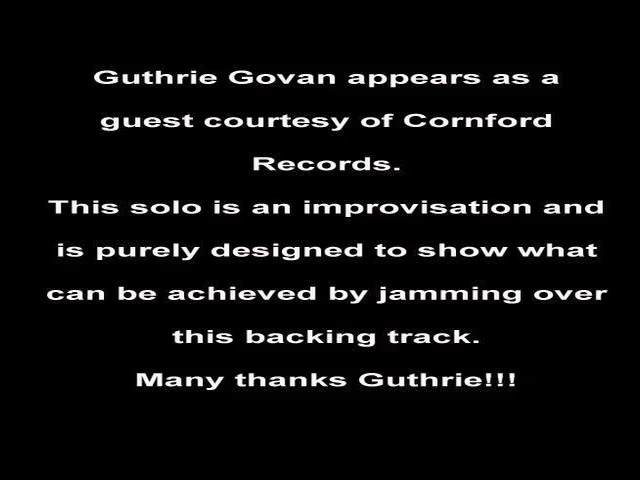 Guthrie Govan appears as a
guest courtesy of Cornford
Records.
This solo is an improvisation and
is purely designed to show what
can be achieved by jamming over
this backing track.
Many thanks Guthrie!!!